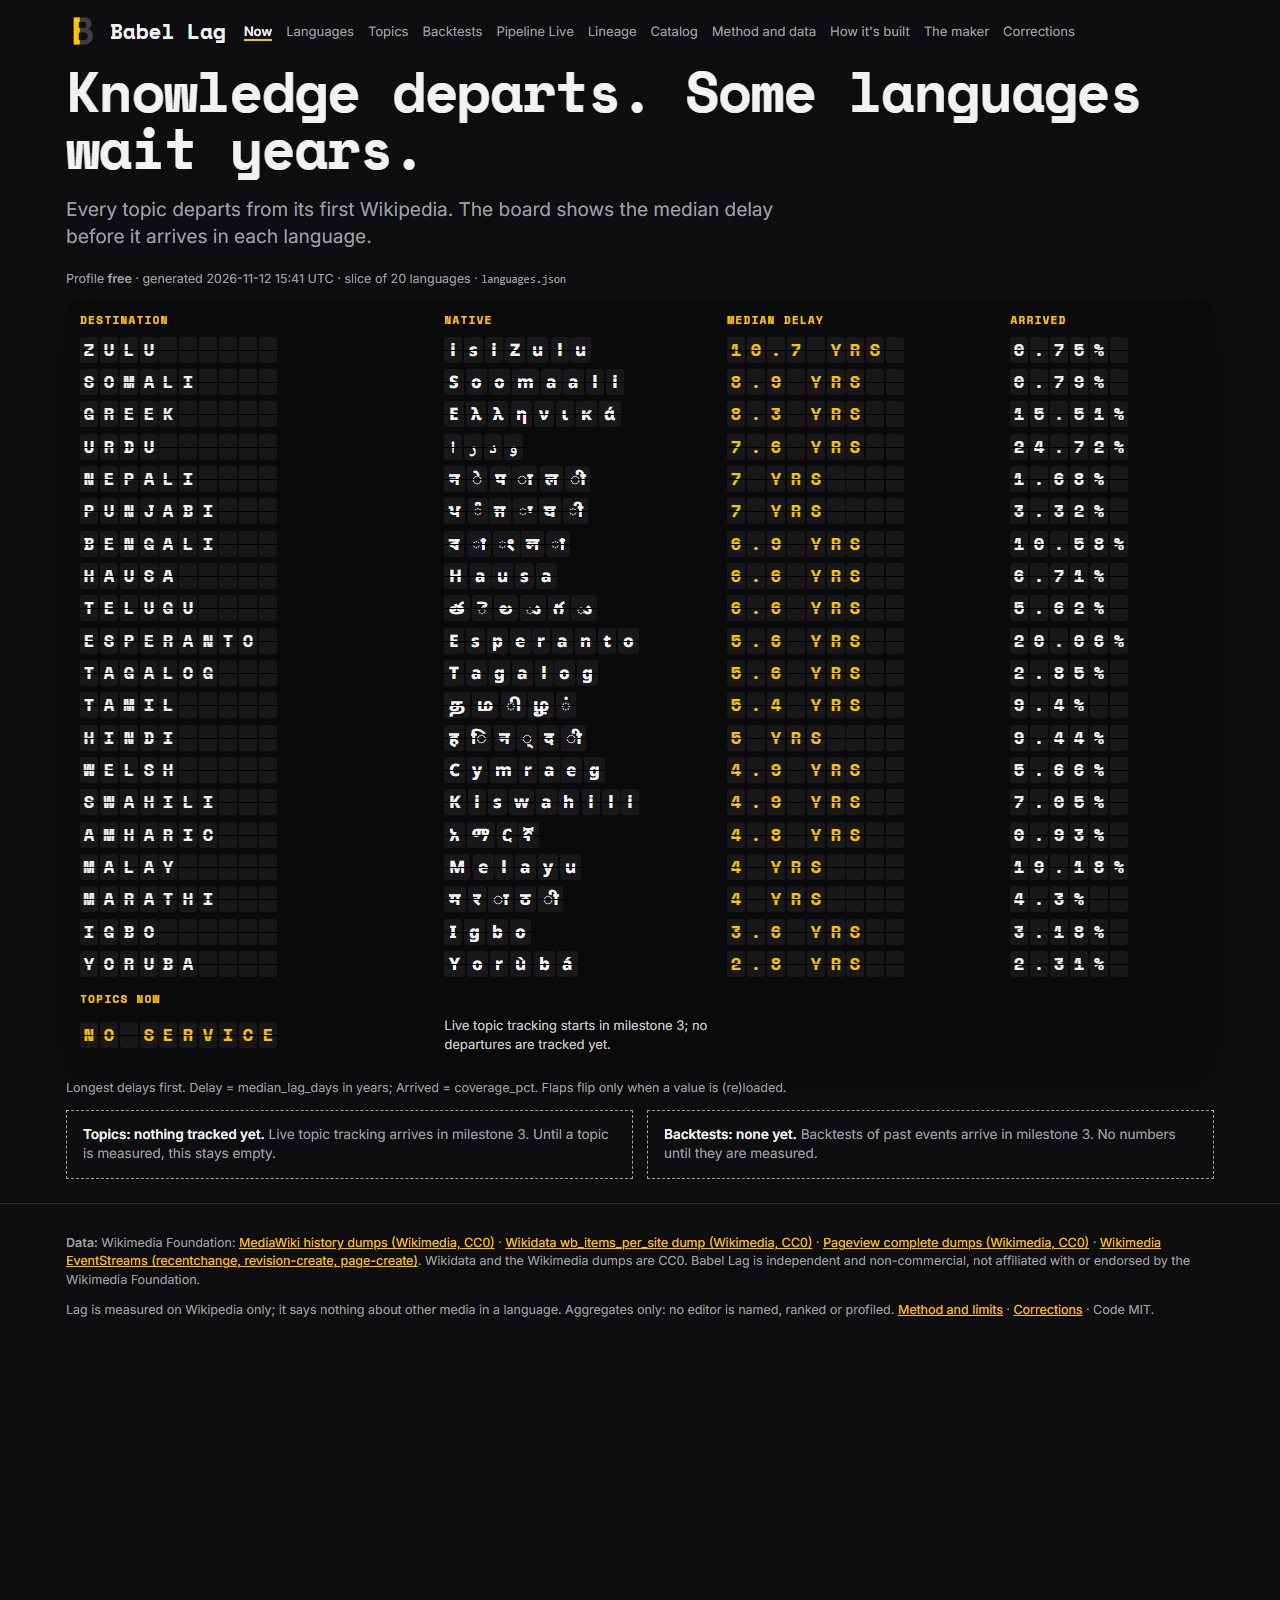 Babel Lag Now Languages Topics Backtests Pipeline Live Lineage Catalog Method and data How it's built The maker Corrections
Knowledge departs. Some languages
wait years.
Every topic departs from its first Wikipedia. The board shows the median delay
before it arrives in each language.
Profile free · generated 2026-11-12 15:41 UTC · slice of 20 languages · languages.json
DESTINATION NATIVE MEDIAN DELAY ARRIVED
ZULU isiZulu 10.7 YRS 0.75%
SOMALI Soomaali 8.9 YRS 0.79%
GREEK Ελληνικά 8.3 YRS 15.51%
URDU اردو 7.6 YRS 24.72%
NEPALI नेपाली 7 YRS 1.68%
PUNJABI ਪੰਜਾਬੀ 7 YRS 3.32%
BENGALI বাংলা 6.9 YRS 10.58%
HAUSA Hausa 6.6 YRS 6.71%
TELUGU తెలుగు 6.6 YRS 5.62%
ESPERANTO Esperanto 5.6 YRS 20.06%
TAGALOG Tagalog 5.6 YRS 2.85%
TAMIL தமிழ் 5.4 YRS 9.4%
HINDI हिन्दी 5 YRS 9.44%
WELSH Cymraeg 4.9 YRS 5.66%
SWAHILI Kiswahili 4.9 YRS 7.05%
AMHARIC አማርኛ 4.8 YRS 0.93%
MALAY Melayu 4 YRS 19.18%
MARATHI मराठी 4 YRS 4.3%
IGBO Igbo 3.6 YRS 3.18%
YORUBA Yorùbá 2.8 YRS 2.31%
TOPICS NOW
NO SERVICE Live topic tracking starts in milestone 3; no
departures are tracked yet.
Longest delays first. Delay = median_lag_days in years; Arrived = coverage_pct. Flaps flip only when a value is (re)loaded.
Topics: nothing tracked yet. Live topic tracking arrives in milestone 3. Until a topic
is measured, this stays empty.
Backtests: none yet. Backtests of past events arrive in milestone 3. No numbers
until they are measured.
Data: Wikimedia Foundation: MediaWiki history dumps (Wikimedia, CC0) · Wikidata wb_items_per_site dump (Wikimedia, CC0) · Pageview complete dumps (Wikimedia, CC0) · Wikimedia
EventStreams (recentchange, revision-create, page-create). Wikidata and the Wikimedia dumps are CC0. Babel Lag is independent and non-commercial, not affiliated with or endorsed by the
Wikimedia Foundation.
Lag is measured on Wikipedia only; it says nothing about other media in a language. Aggregates only: no editor is named, ranked or profiled. Method and limits · Corrections · Code MIT.